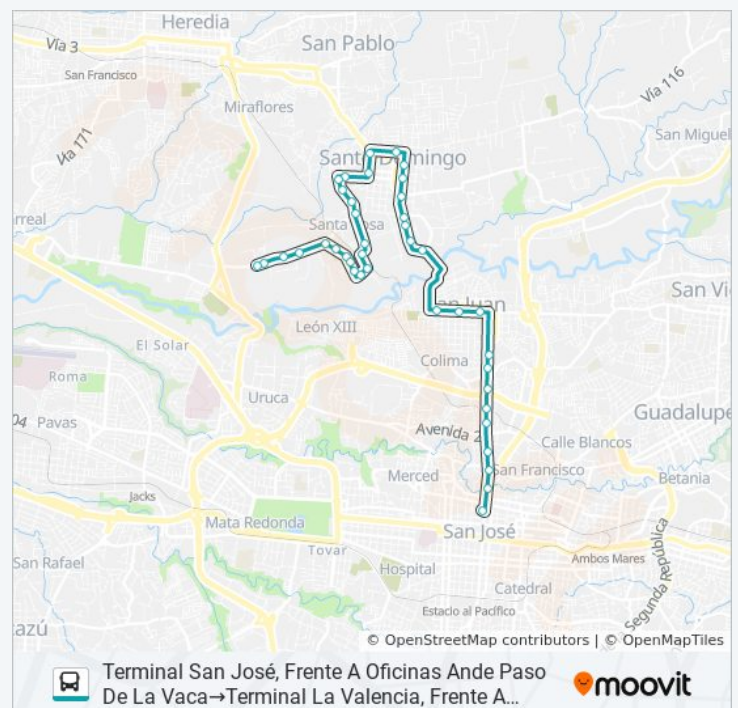 Heredia
San Pablo
Vía 3
San Francisco
Vía 116
Miraflores
San Miguel
Vía 171
Santo Domingo
Santa Rosa
rreal
San Juan
San Vi
León XIII
El Solar
Colima
Roma
Uruca
Guadalupe
04
Pavas
Avenida 2
Calle Blancos
Merced
San Francisco
Betania
Jacks
Mata Redonda
San José
Tovar
Ambos Mares
San Rafael
Hospital
Segunda República
Catedral
Estacio al Pacífico
cazú
© OpenStreetMap contributors | © OpenMapTiles
Terminal San José, Frente A Oficinas Ande Paso
De La Vaca→Terminal La Valencia, Frente A...
moovit